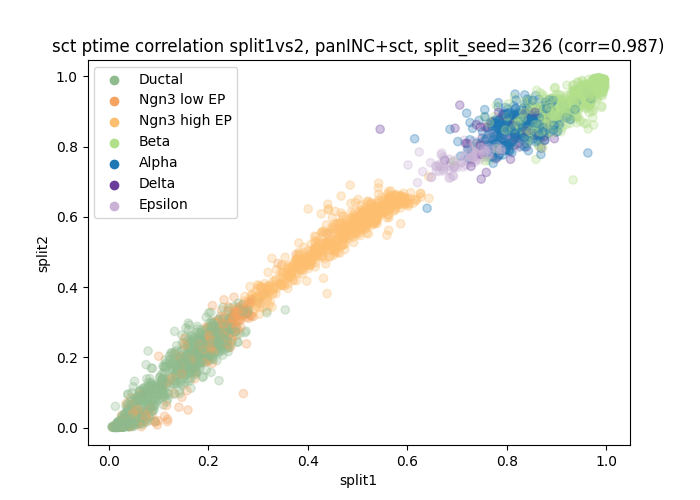 sct ptime correlation split1vs2, panINC+sct, split_seed=326 (corr=0.987)
Ductal
Ngn3 low EP
Ngn3 high EP
Beta
Alpha
Delta
Epsilon
1.0
0.8
0.6
0.4
0.2
0.0
split2
0.0 0.2 0.4 0.6 0.8 1.0
split1